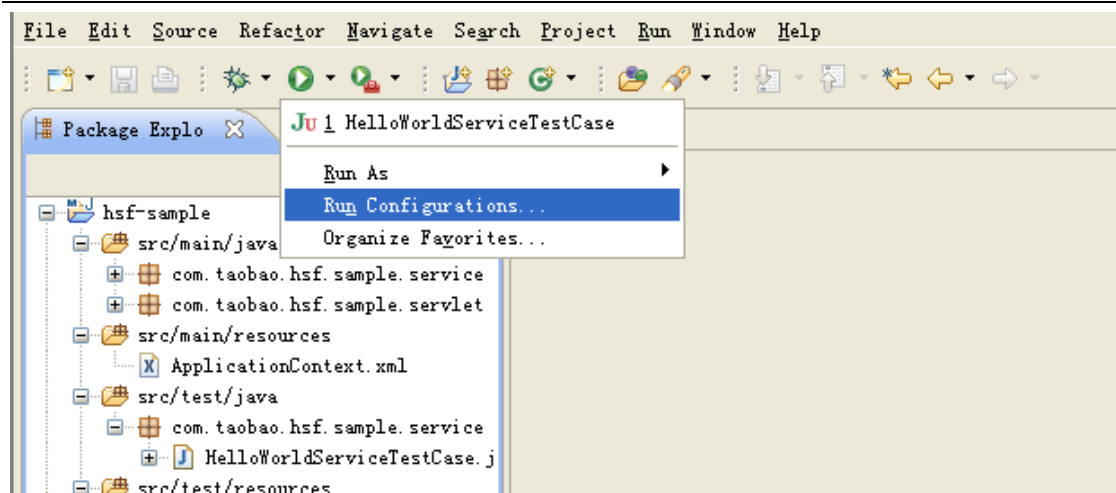 File Edit Source Refactor Navigate Search Project Run Window Help
Package Explo
Ju 1 HelloWorldServiceTestCase
Run As
Run Configurations...
Organize Favorites...
hsf-sample
src/main/java
com.taobao.hsf.sample.service
com.taobao.hsf.sample.servlet
src/main/resources
ApplicationContext.xml
src/test/java
com.taobao.hsf.sample.service
HelloWorldServiceTestCase.j
src/test/resources